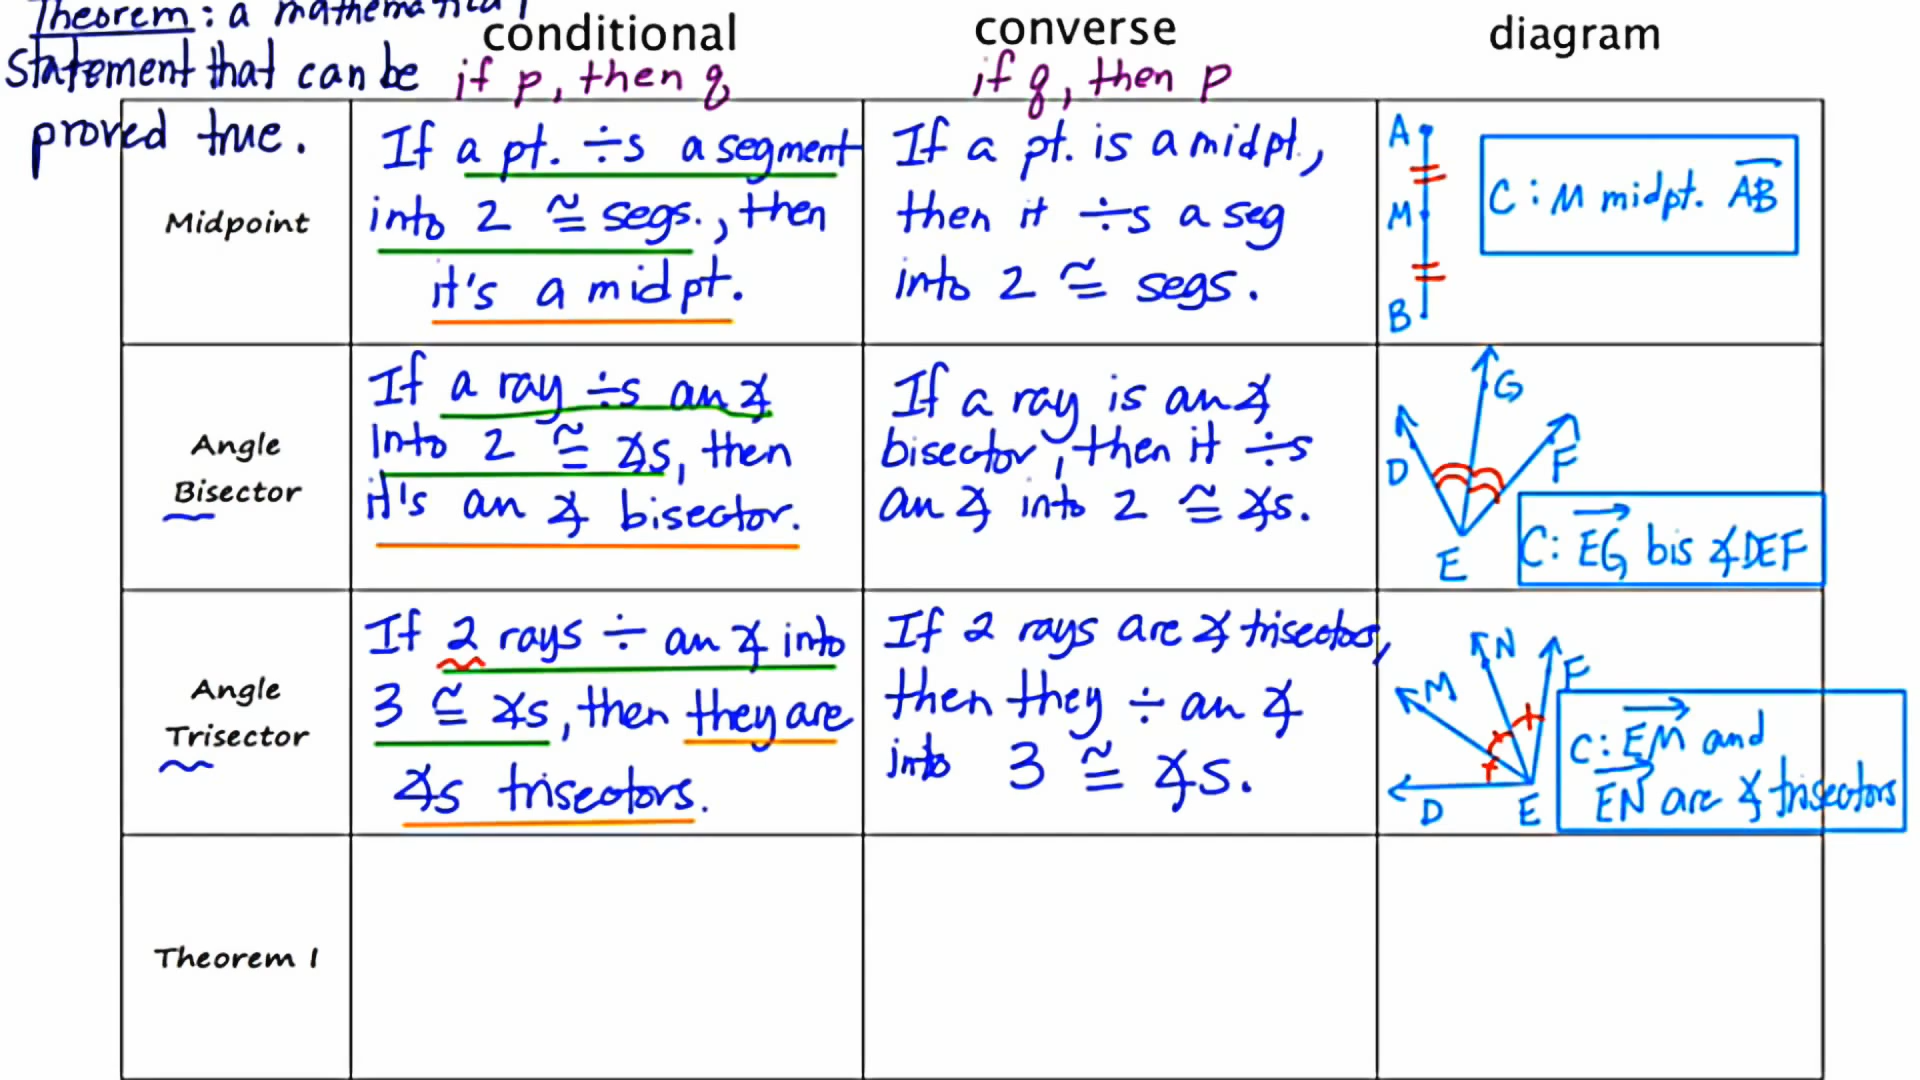 Theorem: a mathematical
statement that can be
proved true.
conditional
if p, then q
converse
if q, then p
diagram
Midpoint
If a pt. ÷s a segment
into 2 ≅ segs., then
it's a midpt.
If a pt. is a midpt.,
then it ÷s a seg
into 2 ≅ segs.
A
M
B
C: M midpt. A̅B̅
Angle
Bisector
If a ray ÷s an ∡
into 2 ≅ ∡s, then
it's an ∡ bisector.
If a ray is an ∡
bisector, then it ÷s
an ∡ into 2 ≅ ∡s.
G
D
F
E
C: E⃗G⃗ bis ∡DEF
Angle
Trisector
If 2 rays ÷ an ∡ into
3 ≅ ∡s, then they are
∡s trisectors.
If 2 rays are ∡ trisectors,
then they ÷ an ∡
into 3 ≅ ∡s.
M
N
F
D
E
C: E⃗M⃗ and
E⃗N⃗ are ∡ trisectors
Theorem 1